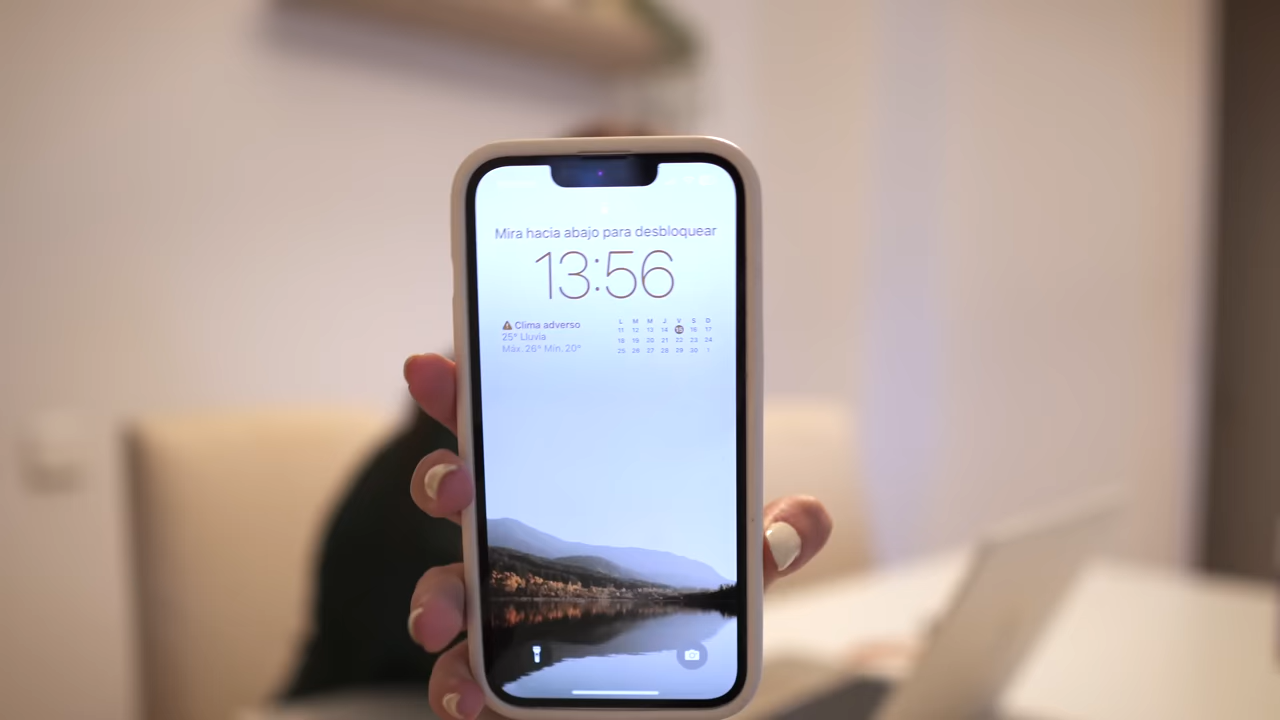 Mira hacia abajo para desbloquear
13:56
Clima adverso
25° Lluvia
Máx. 26° Mín. 20°
L M M J V S D
11 12 13 14 15 16 17
18 19 20 21 22 23 24
25 26 27 28 29 30 1